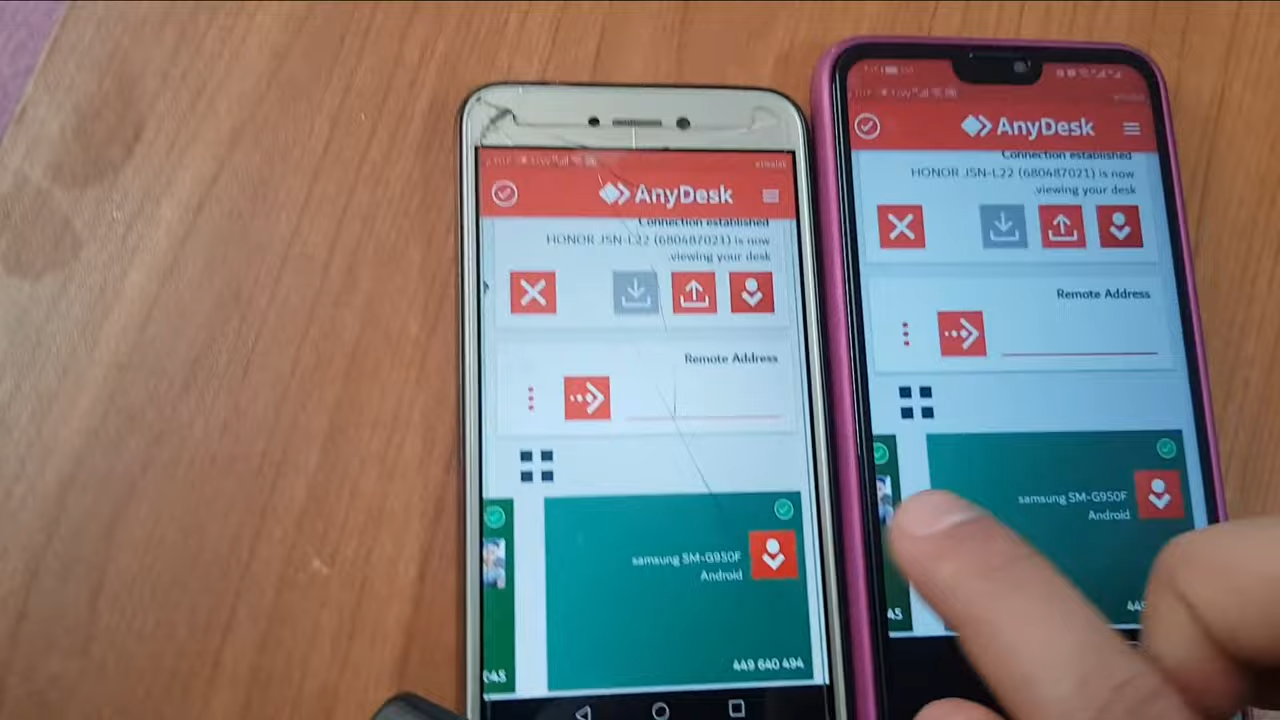 AnyDesk
Connection established
HONOR JSN-L22 (680487021) is now
.viewing your desk
Remote Address
samsung SM-G950F
Android
449 640 494
AnyDesk
Connection established
HONOR JSN-L22 (680487021) is now
.viewing your desk
Remote Address
samsung SM-G950F
Android